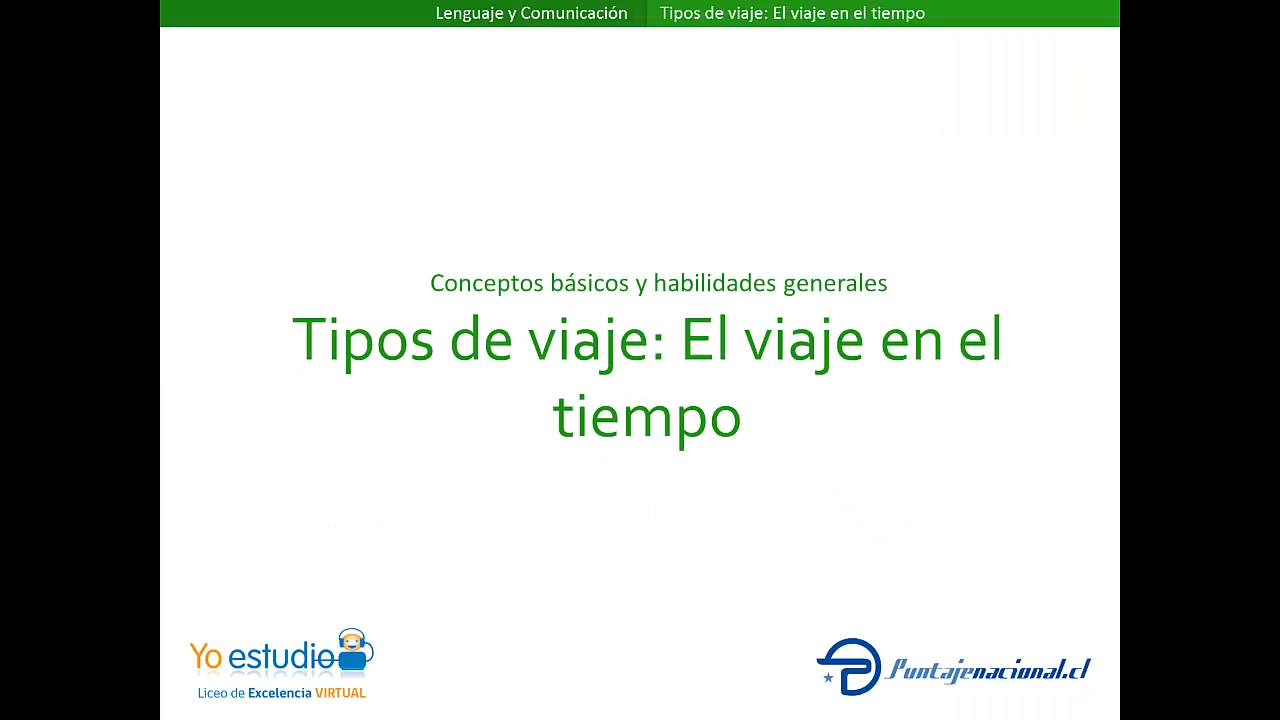 Lenguaje y Comunicación
Tipos de viaje: El viaje en el tiempo
Conceptos básicos y habilidades generales
Tipos de viaje: El viaje en el
tiempo
Yo estudio
Liceo de Excelencia VIRTUAL
Puntajenacional.cl